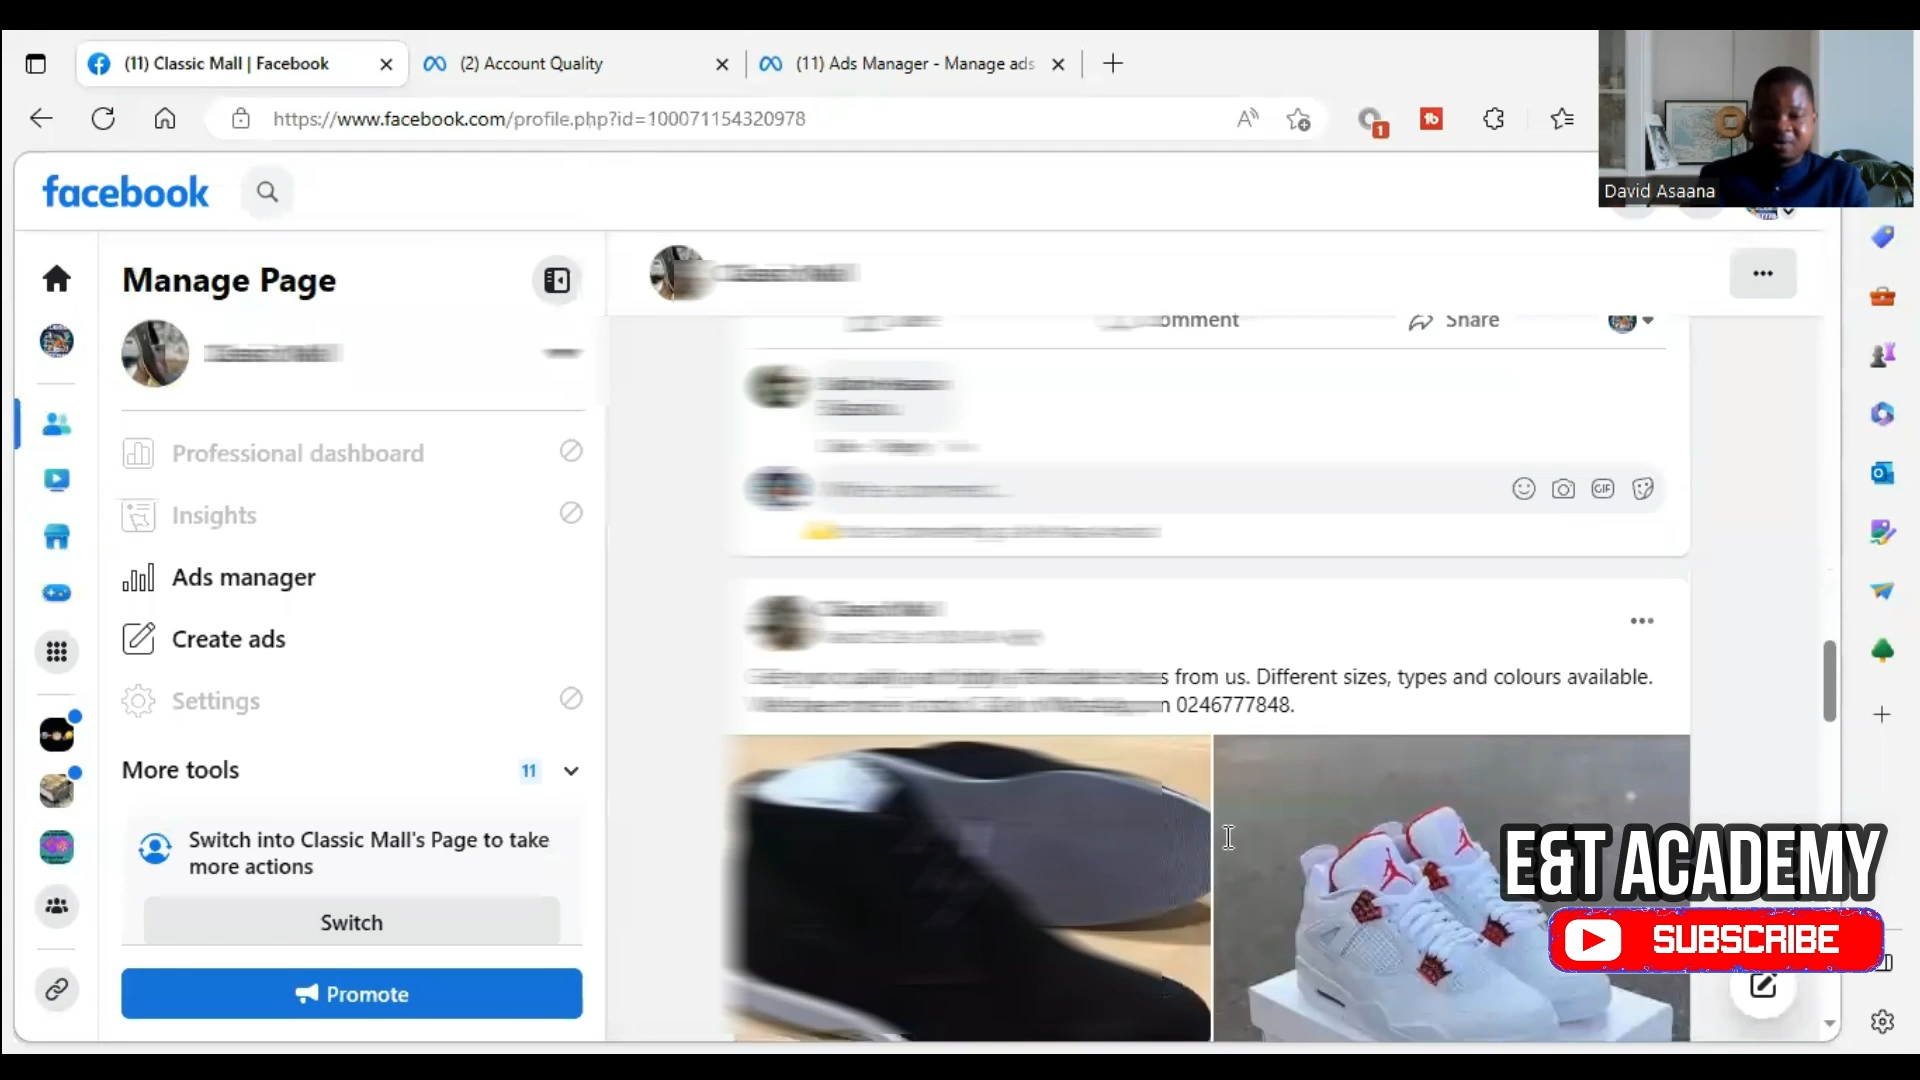 (11) Classic Mall | Facebook
(2) Account Quality
(11) Ads Manager - Manage ads
https://www.facebook.com/profile.php?id=100071154320978
1
David Asaana
facebook
Manage Page
Professional dashboard
Insights
Ads manager
Create ads
Settings
More tools
11
Switch into Classic Mall's Page to take
more actions
Switch
Promote
omment
Share
GIF
from us. Different sizes, types and colours available.
n 0246777848.
E&T ACADEMY
SUBSCRIBE